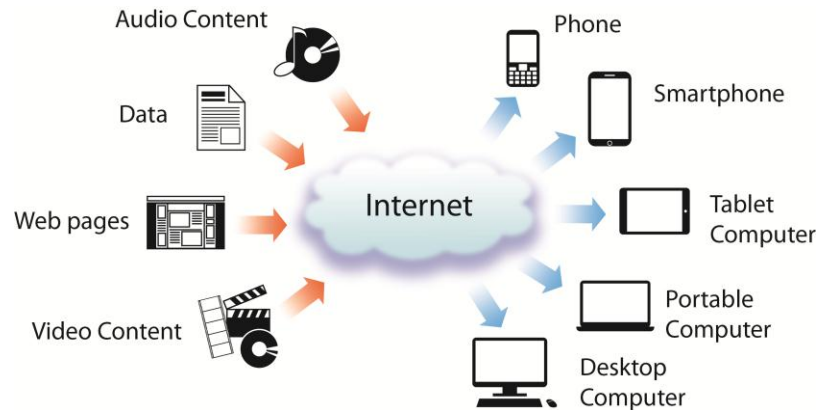 Audio Content
Data
Web pages
Video Content
Internet
Phone
Smartphone
Tablet
Computer
Portable
Computer
Desktop
Computer